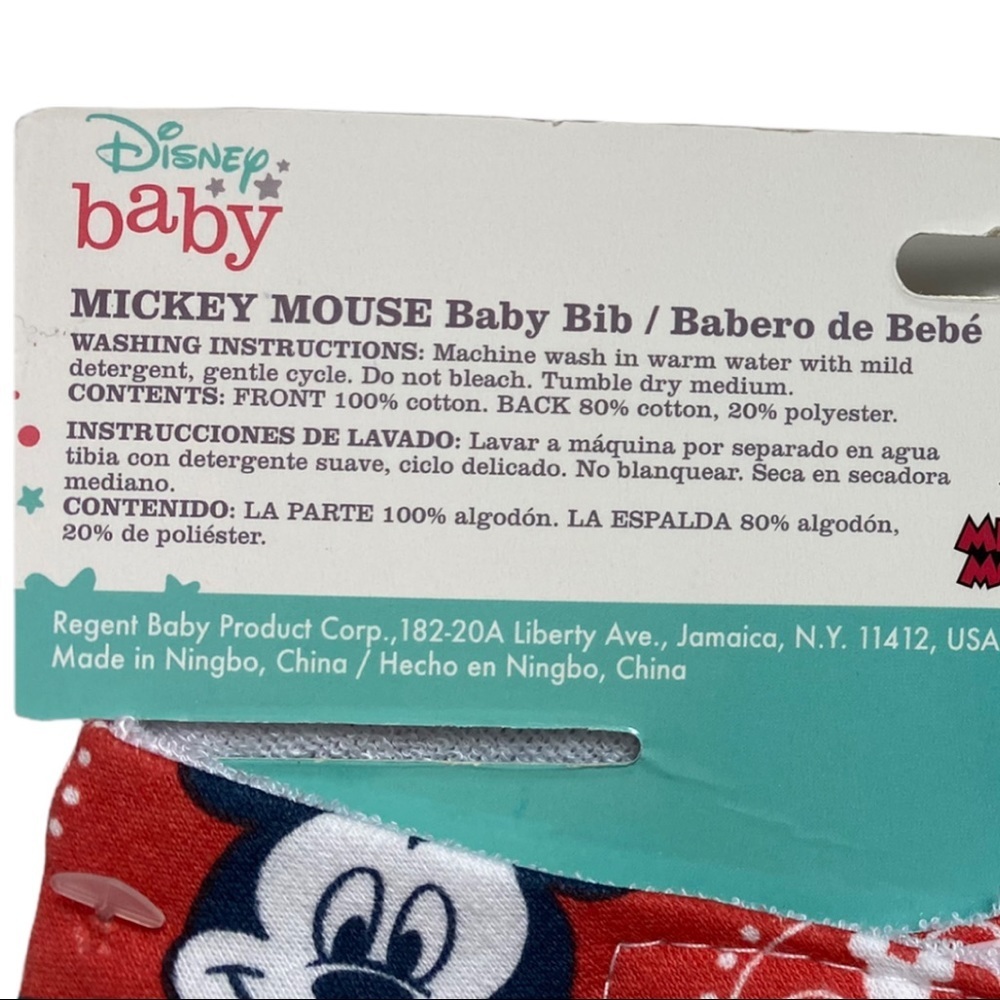 Disney
baby
MICKEY MOUSE Baby Bib / Babero de Bebé
WASHING INSTRUCTIONS: Machine wash in warm water with mild
detergent, gentle cycle. Do not bleach. Tumble dry medium.
CONTENTS: FRONT 100% cotton. BACK 80% cotton, 20% polyester.
INSTRUCCIONES DE LAVADO: Lavar a máquina por separado en agua
tibia con detergente suave, ciclo delicado. No blanquear. Seca en secadora
mediano.
CONTENIDO: LA PARTE 100% algodón. LA ESPALDA 80% algodón,
20% de poliéster.
Regent Baby Product Corp.,182-20A Liberty Ave., Jamaica, N.Y. 11412, USA
Made in Ningbo, China / Hecho en Ningbo, China